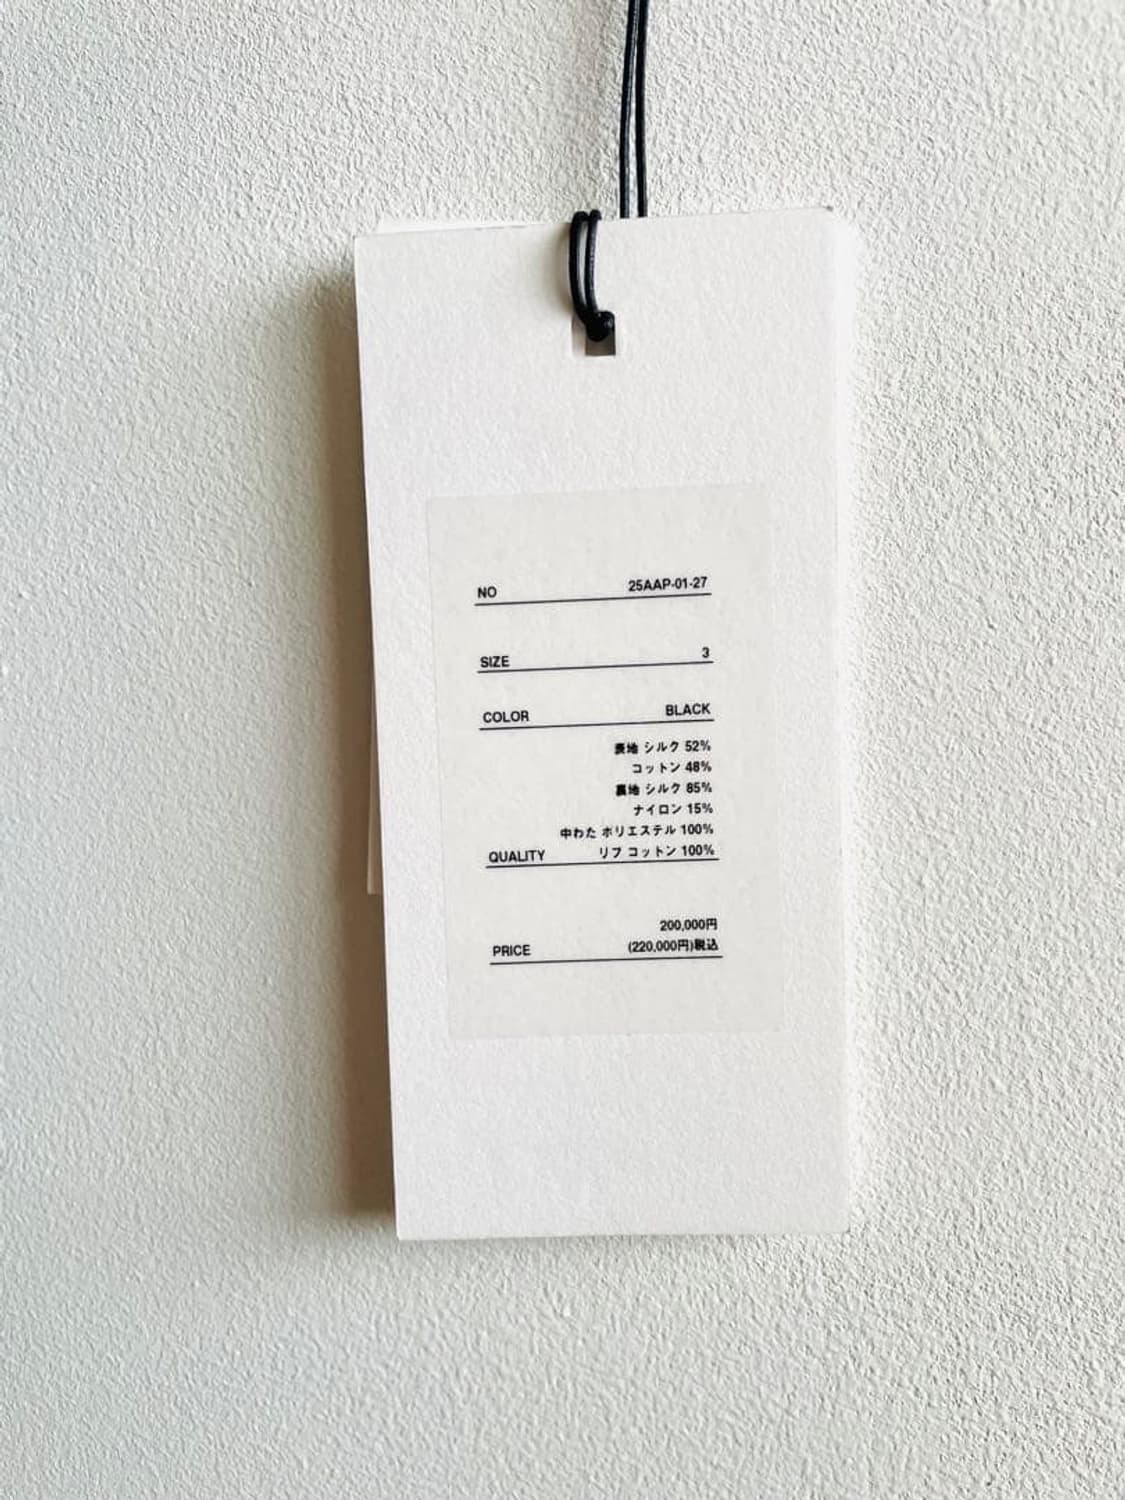 NO 25AAP-01-27
SIZE 3
COLOR BLACK
表地 シルク 52%
コットン 48%
裏地 シルク 85%
ナイロン 15%
中わた ポリエステル 100%
QUALITY リブ コットン 100%
200,000円
PRICE (220,000円)税込